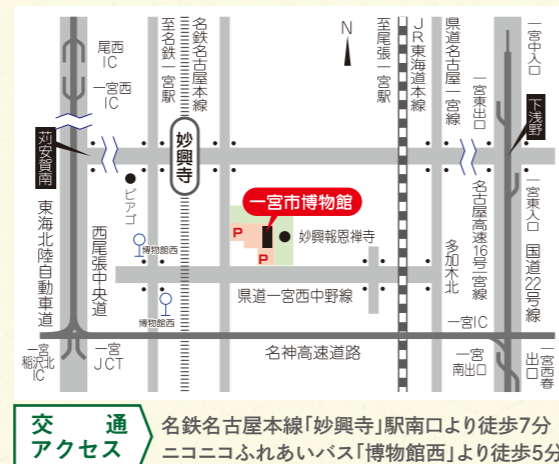 尾西
IC
一宮西
IC
至名鉄一宮駅
名鉄名古屋本線
N
至尾張一宮駅
JR東海道本線
県道名古屋一宮線
一宮中入口
一宮東出口
下浅野
苅安賀南
妙興寺
ピアゴ
一宮市博物館
P
P
妙興報恩禅寺
博物館西
博物館西
東海北陸自動車道
西尾張中央道
県道一宮西中野線
多加木北
名古屋高速16号一宮線
一宮東入口
国道22号線
一宮IC
一宮
稲沢北
IC
一宮
JCT
名神高速道路
一宮
南出口
一宮西春
出口
交通
アクセス
名鉄名古屋本線「妙興寺」駅南口より徒歩7分
ニコニコふれあいバス「博物館西」より徒歩5分